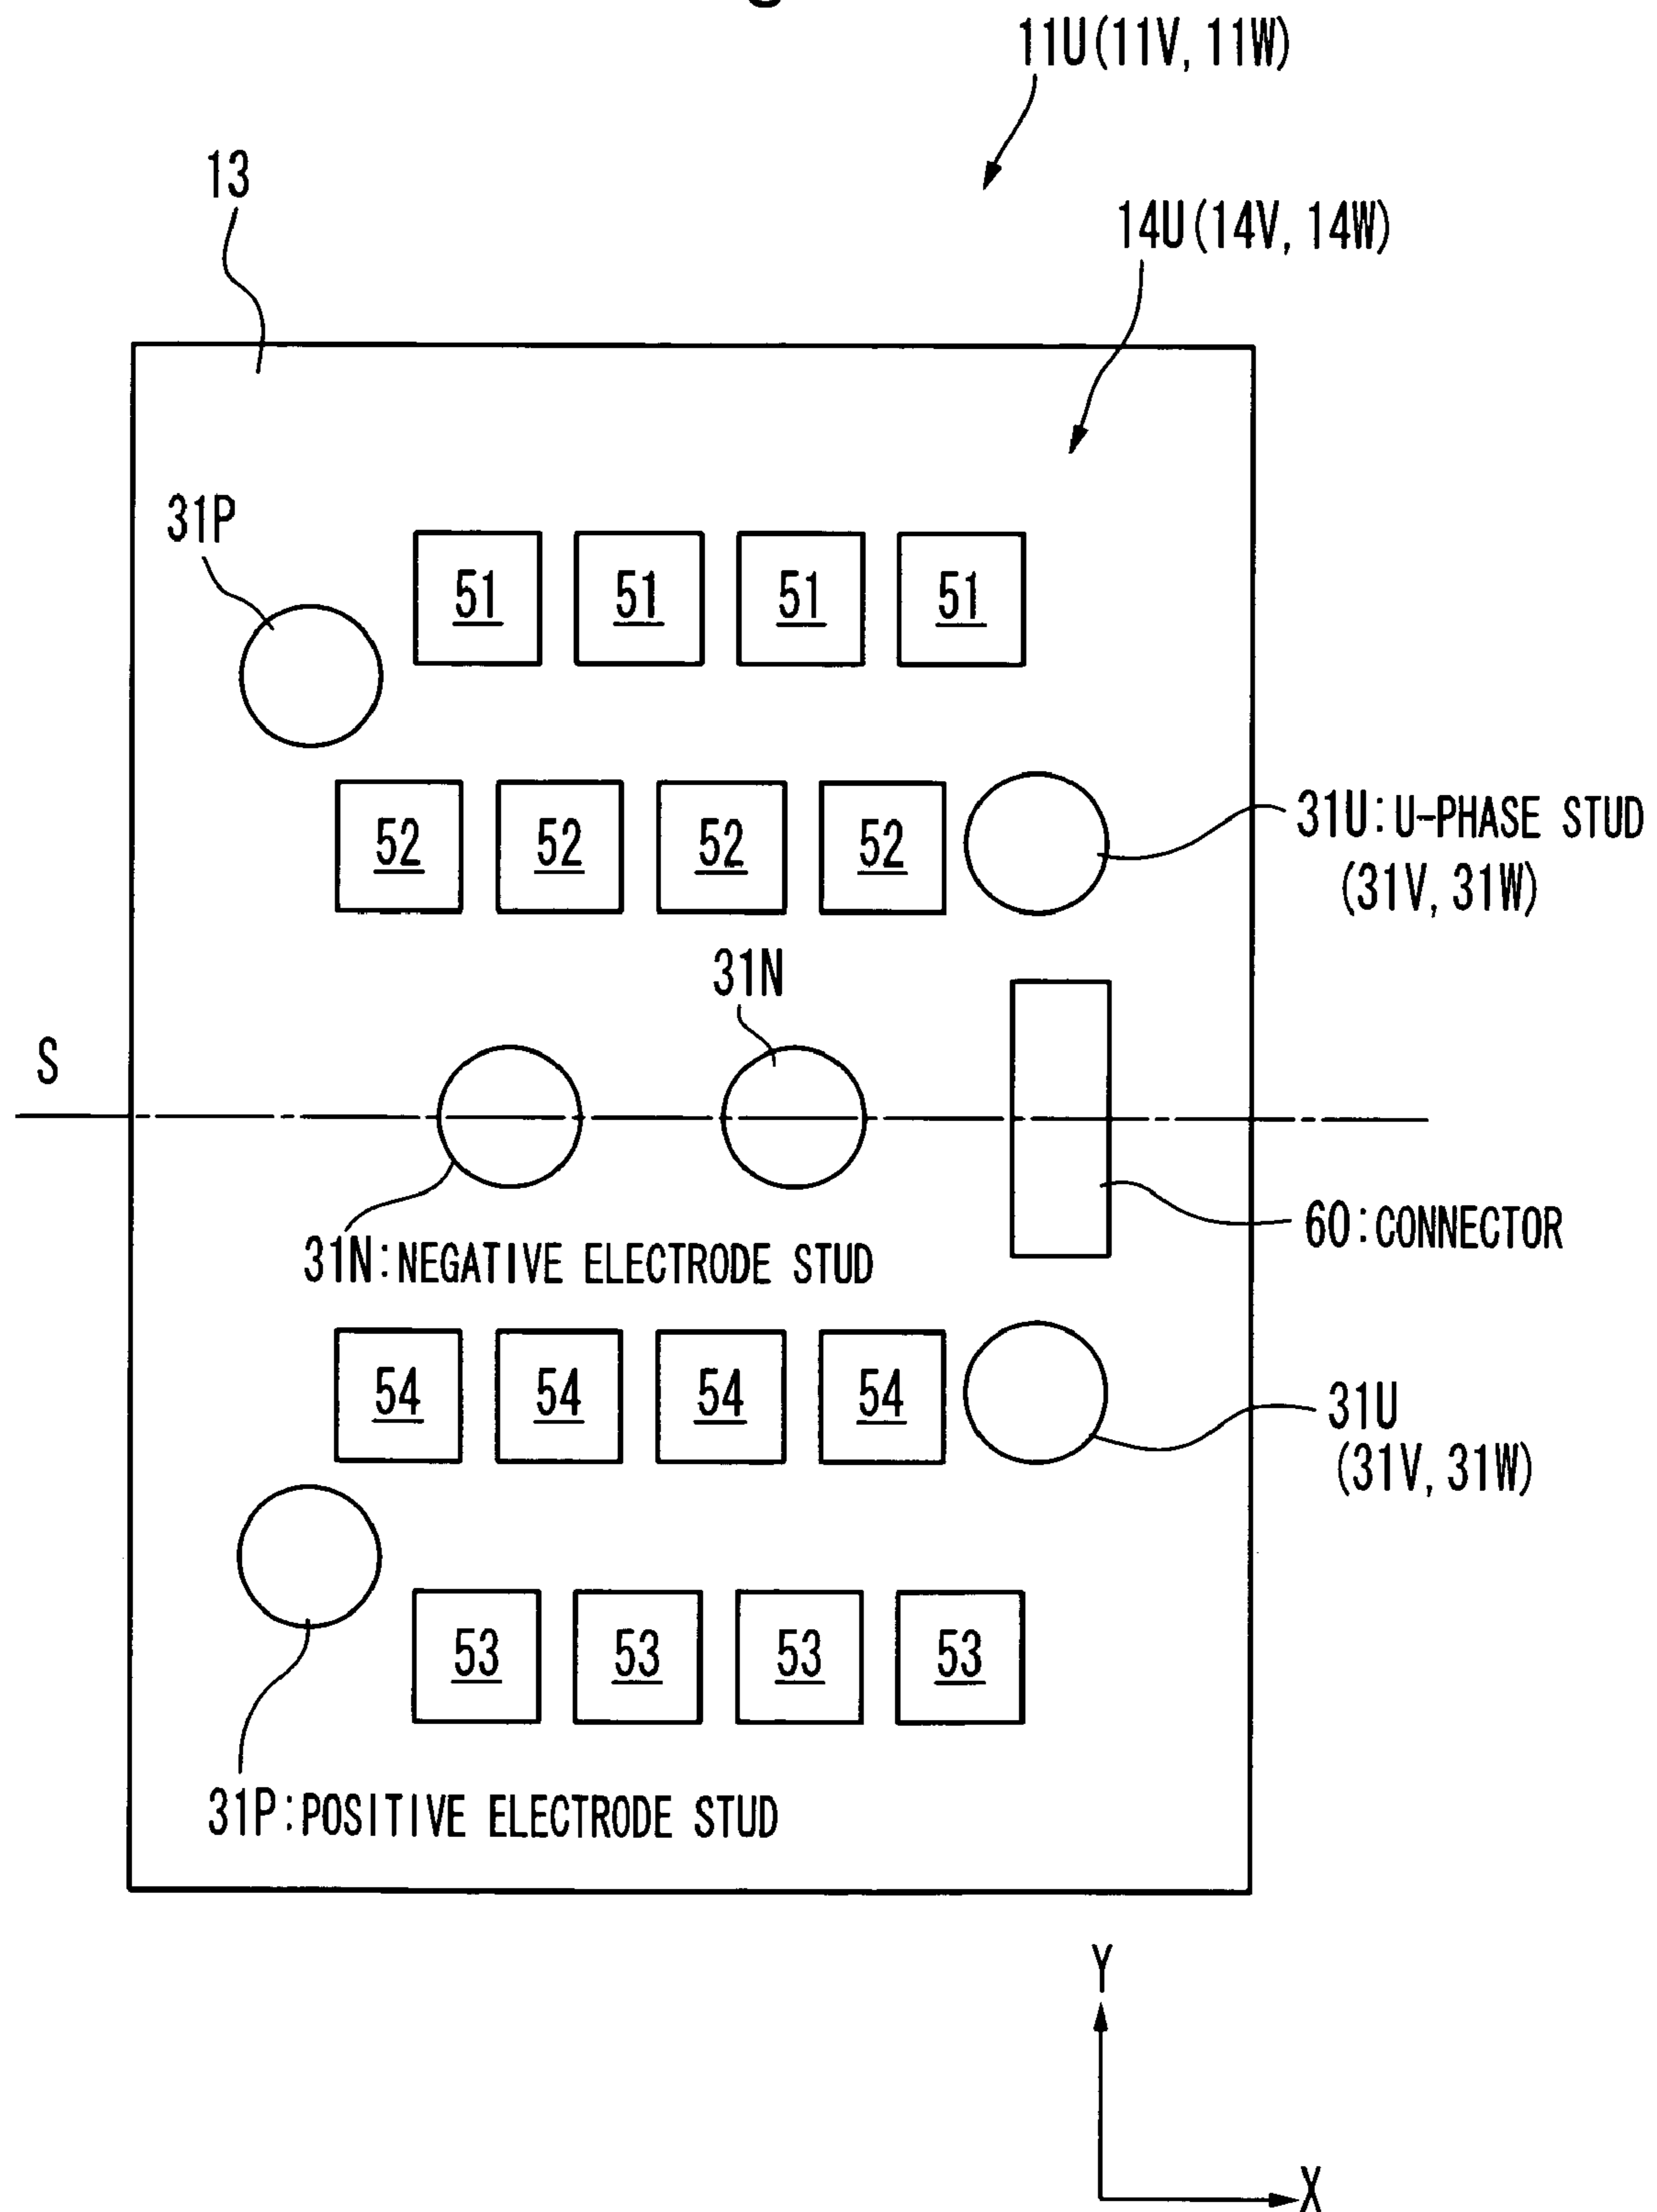 11U(11V, 11W)
13
14U(14V, 14W)
31P
51 51 51 51
52 52 52 52
31U:U-PHASE STUD
(31V, 31W)
31N
S
60:CONNECTOR
31N:NEGATIVE ELECTRODE STUD
54 54 54 54
31U
(31V, 31W)
53 53 53 53
31P:POSITIVE ELECTRODE STUD
Y
X